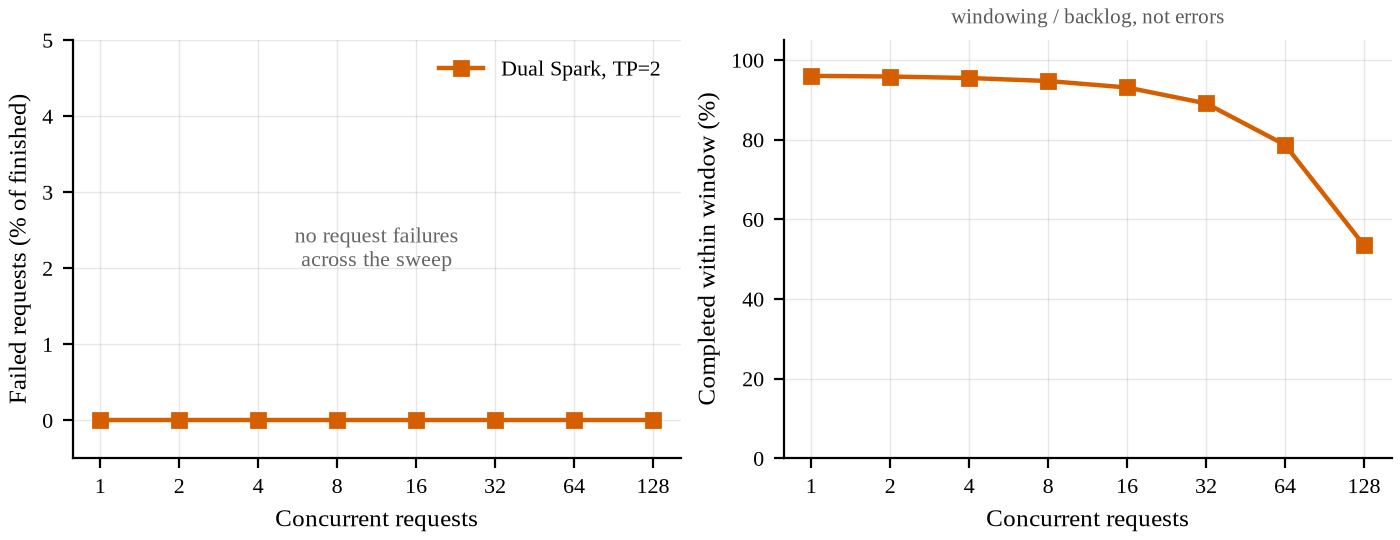 windowing / backlog, not errors
Failed requests (% of finished)
5
4
3
2
1
0
Dual Spark, TP=2
no request failures
across the sweep
1 2 4 8 16 32 64 128
Concurrent requests
Completed within window (%)
100
80
60
40
20
0
1 2 4 8 16 32 64 128
Concurrent requests